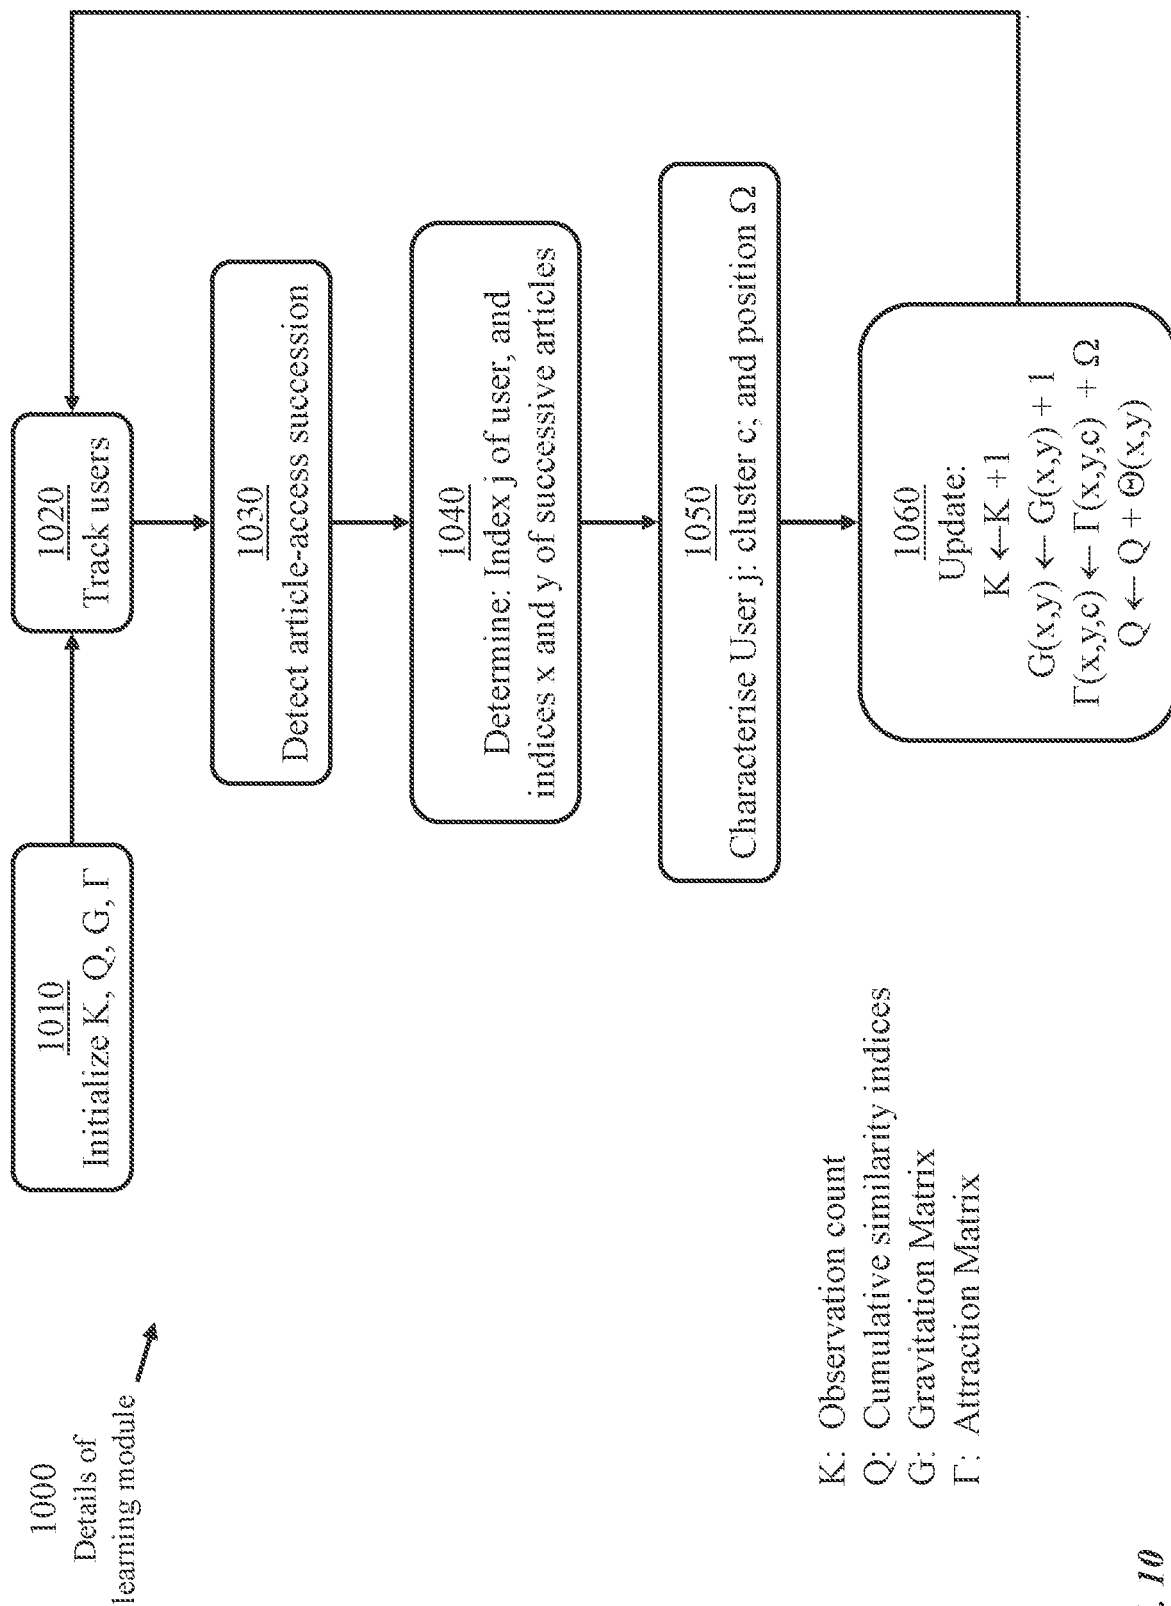 1000
Details of
learning module
1010
Initialize K, Q, G, Γ
1020
Track users
1030
Detect article-access succession
1040
Determine: Index j of user, and
indices x and y of successive articles
1050
Characterise User j: cluster c; and position Ω
1060
Update:
K ← K +1
G(x,y) ← G(x,y) + 1
Γ(x,y,c) ← Γ(x,y,c) + Ω
Q ← Q + Θ(x,y)
K: Observation count
Q: Cumulative similarity indices
G: Gravitation Matrix
Γ: Attraction Matrix
10